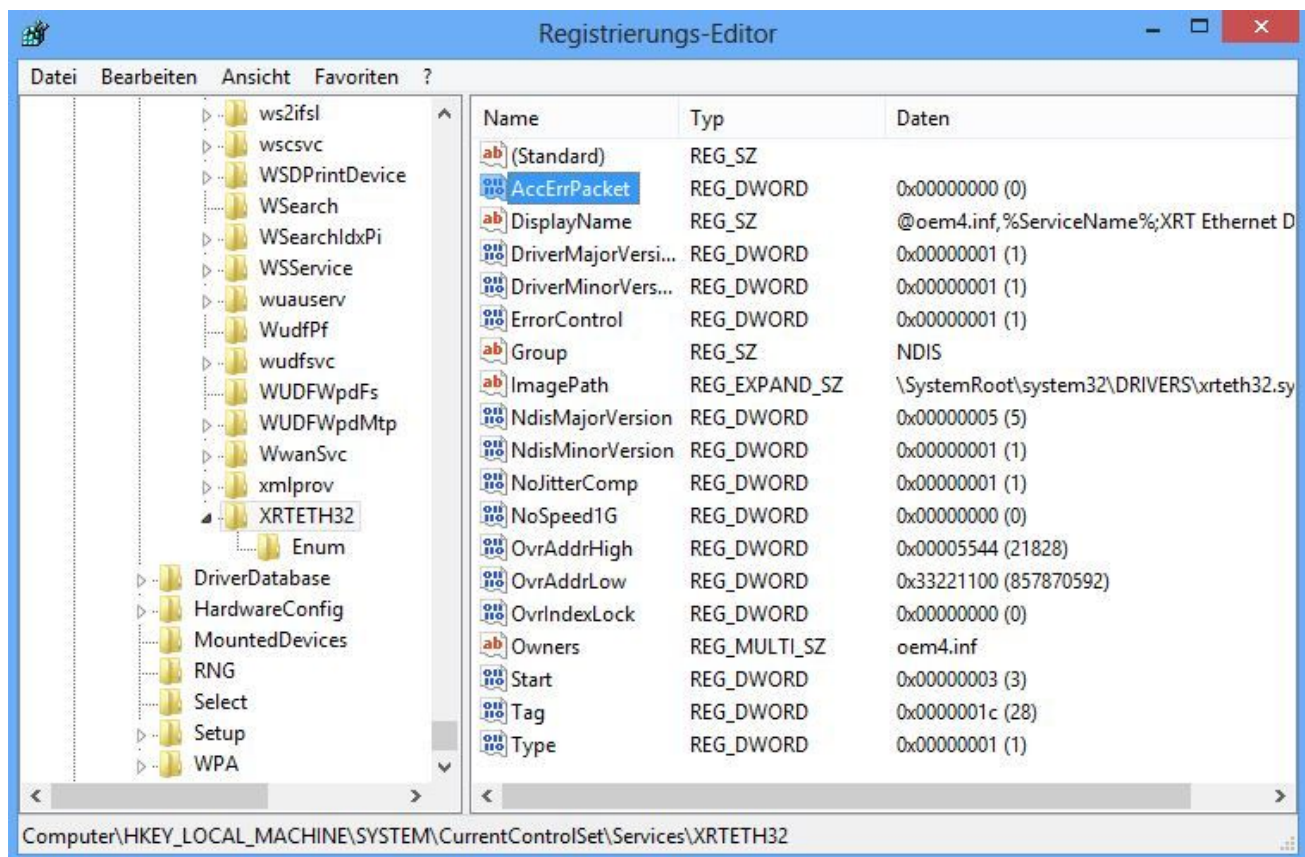 Registrierungs-Editor
Datei Bearbeiten Ansicht Favoriten ?
ws2ifsl
wscsvc
WSDPrintDevice
WSearch
WSearchIdxPi
WSService
wuauserv
WudfPf
wudfsvc
WUDFWpdFs
WUDFWpdMtp
WwanSvc
xmlprov
XRTETH32
Enum
DriverDatabase
HardwareConfig
MountedDevices
RNG
Select
Setup
WPA
Name Typ Daten
(Standard) REG_SZ
AccErrPacket REG_DWORD 0x00000000 (0)
DisplayName REG_SZ @oem4.inf,%ServiceName%;XRT Ethernet D
DriverMajorVersi... REG_DWORD 0x00000001 (1)
DriverMinorVers... REG_DWORD 0x00000001 (1)
ErrorControl REG_DWORD 0x00000001 (1)
Group REG_SZ NDIS
ImagePath REG_EXPAND_SZ \SystemRoot\system32\DRIVERS\xrteth32.sy
NdisMajorVersion REG_DWORD 0x00000005 (5)
NdisMinorVersion REG_DWORD 0x00000001 (1)
NoJitterComp REG_DWORD 0x00000001 (1)
NoSpeed1G REG_DWORD 0x00000000 (0)
OvrAddrHigh REG_DWORD 0x00005544 (21828)
OvrAddrLow REG_DWORD 0x33221100 (857870592)
OvrIndexLock REG_DWORD 0x00000000 (0)
Owners REG_MULTI_SZ oem4.inf
Start REG_DWORD 0x00000003 (3)
Tag REG_DWORD 0x0000001c (28)
Type REG_DWORD 0x00000001 (1)
Computer\HKEY_LOCAL_MACHINE\SYSTEM\CurrentControlSet\Services\XRTETH32